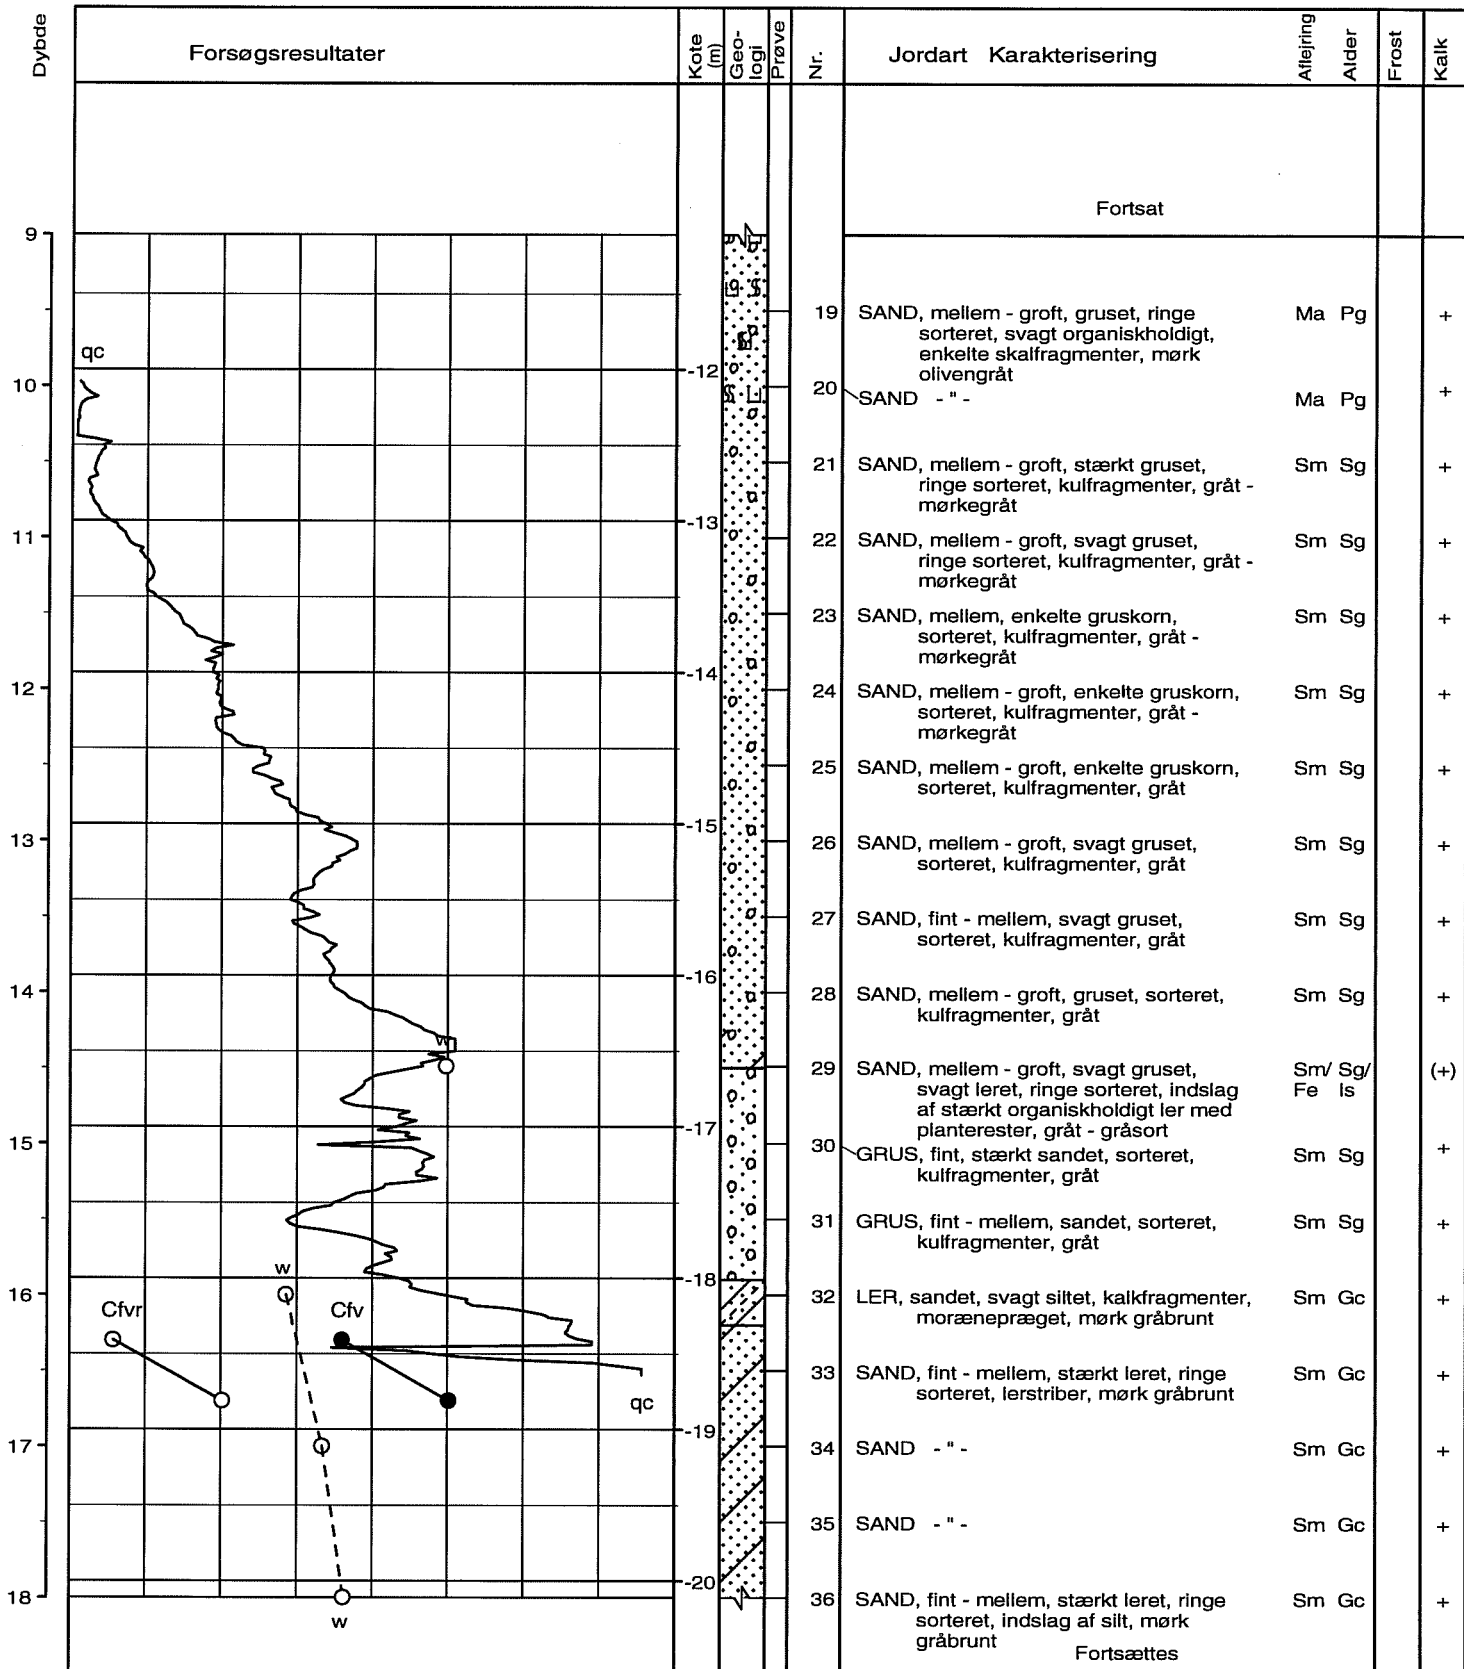 Dybde
Forsøgsresultater
Kote (m)
Geo-logi
Prøve
Nr.
Jordart Karakterisering
Aflejring
Alder
Frost
Kalk
Fortsat
9
10
11
12
13
14
15
16
17
18
qc
w
w
Cfvr
Cfv
qc
w
-12
-13
-14
-15
-16
-17
-18
-19
-20
19 SAND, mellem - groft, gruset, ringe Ma Pg +
sorteret, svagt organiskholdigt,
enkelte skalfragmenter, mørk
olivengråt
20 SAND - " - Ma Pg +
21 SAND, mellem - groft, stærkt gruset, Sm Sg +
ringe sorteret, kulfragmenter, gråt -
mørkegråt
22 SAND, mellem - groft, svagt gruset, Sm Sg +
ringe sorteret, kulfragmenter, gråt -
mørkegråt
23 SAND, mellem, enkelte gruskorn, Sm Sg +
sorteret, kulfragmenter, gråt -
mørkegråt
24 SAND, mellem - groft, enkelte gruskorn, Sm Sg +
sorteret, kulfragmenter, gråt -
mørkegråt
25 SAND, mellem - groft, enkelte gruskorn, Sm Sg +
sorteret, kulfragmenter, gråt
26 SAND, mellem - groft, svagt gruset, Sm Sg +
sorteret, kulfragmenter, gråt
27 SAND, fint - mellem, svagt gruset, Sm Sg +
sorteret, kulfragmenter, gråt
28 SAND, mellem - groft, gruset, sorteret, Sm Sg +
kulfragmenter, gråt
29 SAND, mellem - groft, svagt gruset, Sm/ Sg/ (+)
svagt leret, ringe sorteret, indslag Fe Is
af stærkt organiskholdigt ler med
planterester, gråt - gråsort
30 GRUS, fint, stærkt sandet, sorteret, Sm Sg +
kulfragmenter, gråt
31 GRUS, fint - mellem, sandet, sorteret, Sm Sg +
kulfragmenter, gråt
32 LER, sandet, svagt siltet, kalkfragmenter, Sm Gc +
morænepræget, mørk gråbrunt
33 SAND, fint - mellem, stærkt leret, ringe Sm Gc +
sorteret, lerstriber, mørk gråbrunt
34 SAND - " - Sm Gc +
35 SAND - " - Sm Gc +
36 SAND, fint - mellem, stærkt leret, ringe Sm Gc +
sorteret, indslag af silt, mørk
gråbrunt
Fortsættes